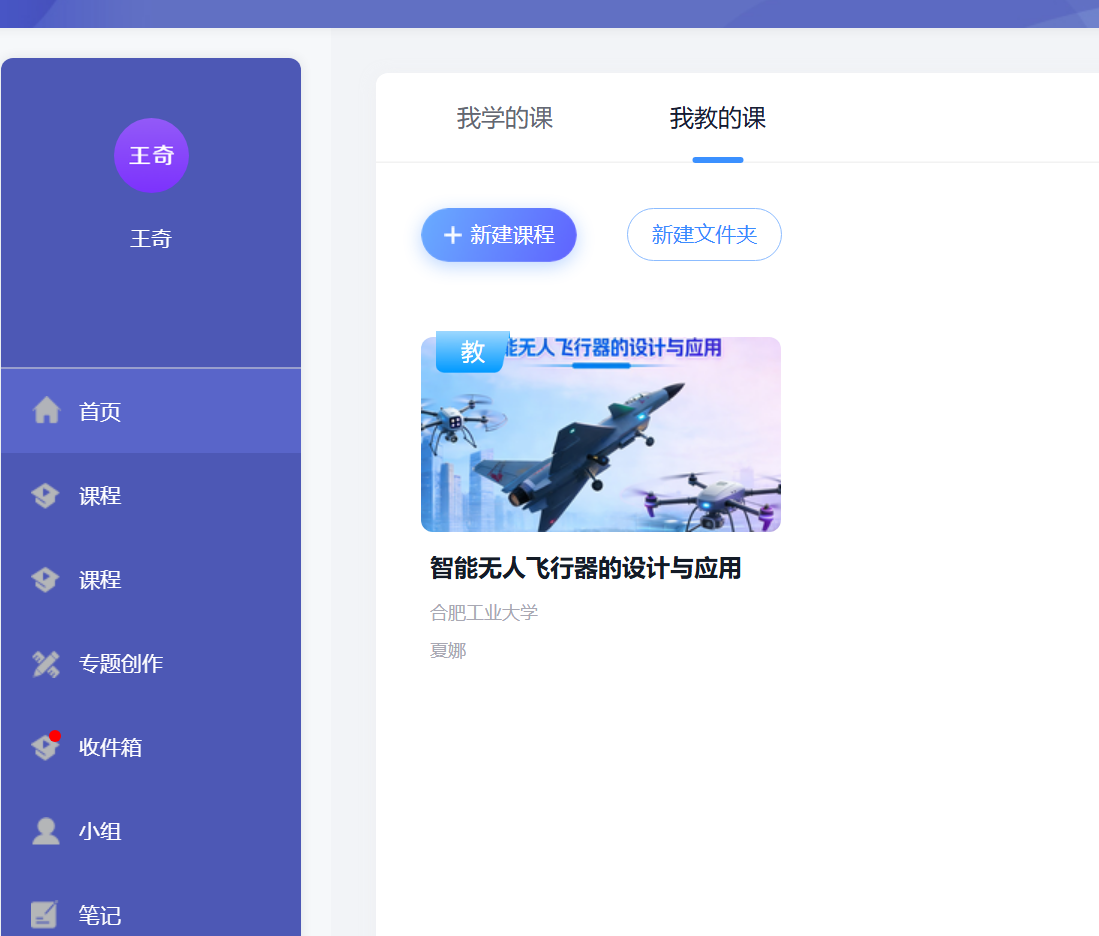 王奇
王奇
首页
课程
课程
专题创作
收件箱
小组
笔记
我学的课
我教的课
+ 新建课程
新建文件夹
教
能无人飞行器的设计与应用
智能无人飞行器的设计与应用
合肥工业大学
夏娜